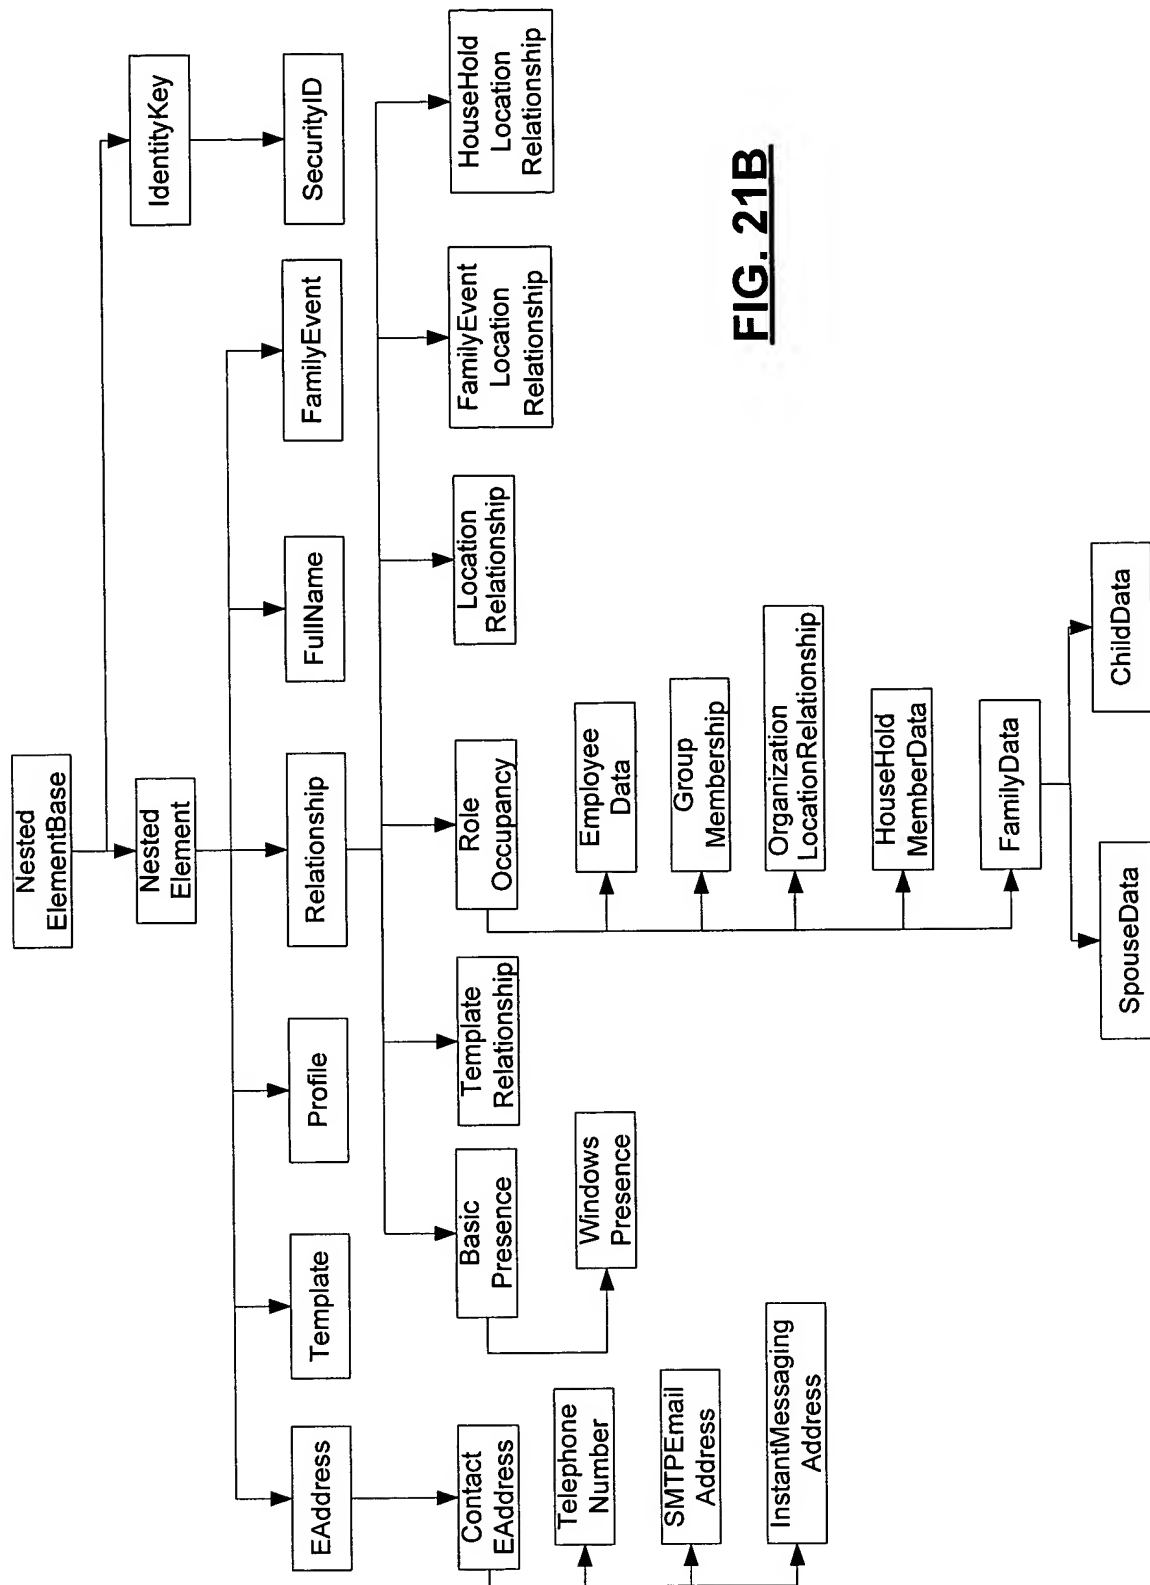 Nested
ElementBase
IdentityKey
Nested
Element
SecurityID
EAddress
Template
Profile
Relationship
FullName
FamilyEvent
Contact
EAddress
Basic
Presence
Template
Relationship
Role
Occupancy
Location
Relationship
FamilyEvent
Location
Relationship
HouseHold
Location
Relationship
Telephone
Number
SMTPEmail
Address
InstantMessaging
Address
Windows
Presence
Employee
Data
Group
Membership
Organization
LocationRelationship
HouseHold
MemberData
FamilyData
SpouseData
ChildData
FIG. 21B